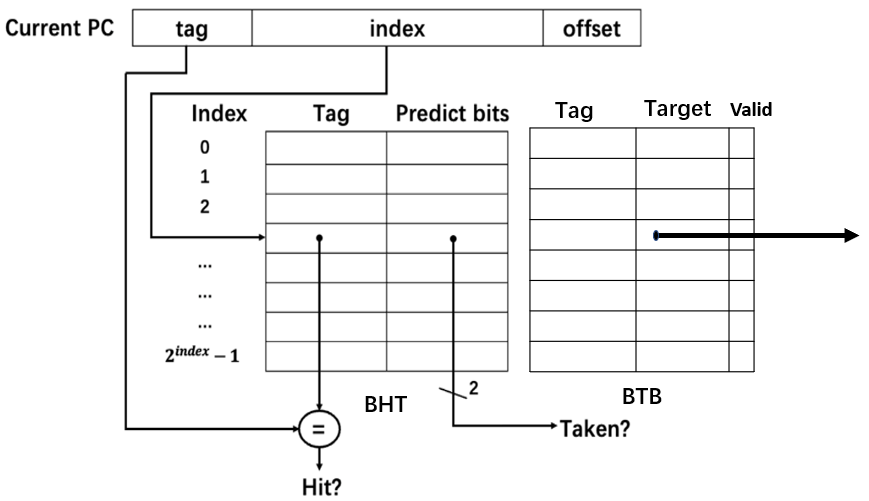 Current PC tag index offset
Index Tag Predict bits Tag Target Valid
0
1
2
...
...
...
2^index − 1
2
BHT BTB
= Taken?
Hit?